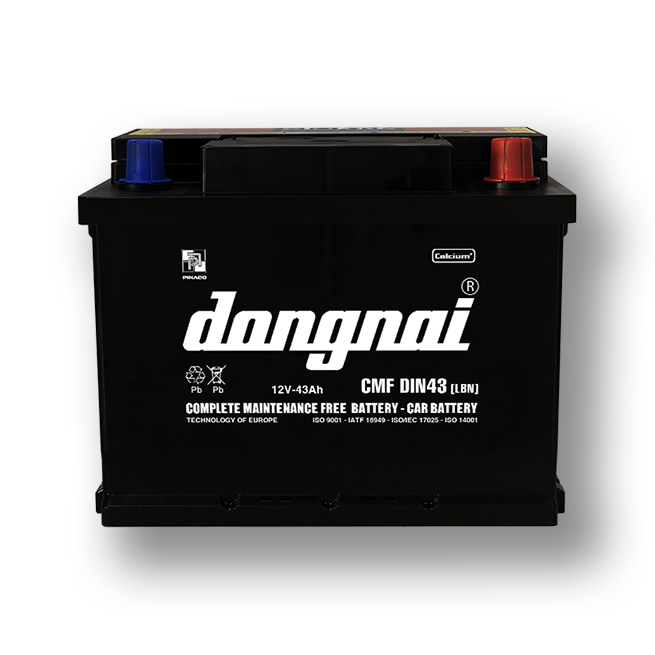 PINACO
Calcium+
dongnai ®
Pb Pb
12V-43Ah
CMF DIN43 [LBN]
COMPLETE MAINTENANCE FREE BATTERY - CAR BATTERY
TECHNOLOGY OF EUROPE
ISO 9001 - IATF 16949 - ISO/IEC 17025 - ISO 14001